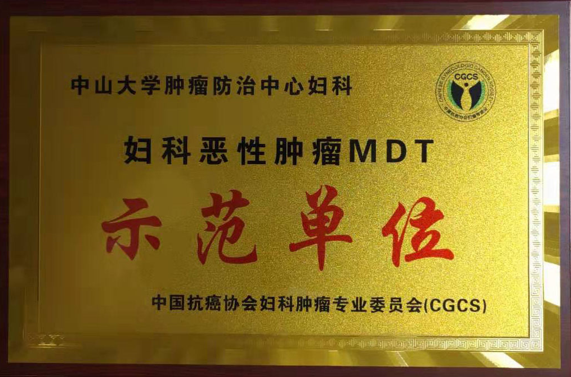 中山大学肿瘤防治中心妇科
CGCS
妇科恶性肿瘤MDT
示范单位
中国抗癌协会妇科肿瘤专业委员会(CGCS)